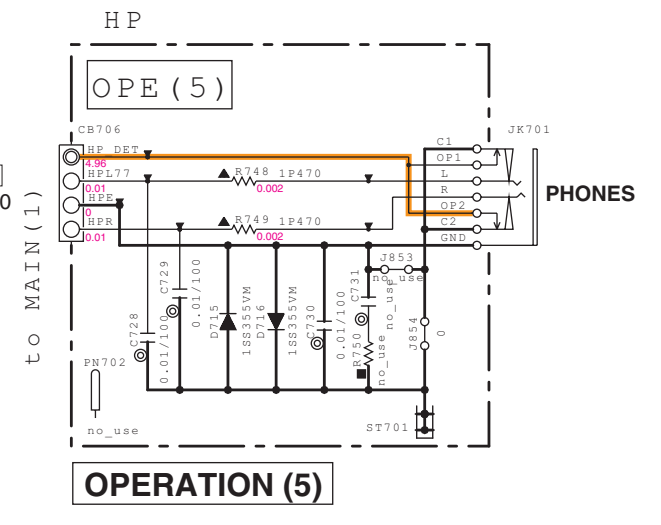 HP
OPE(5)
CB706
JK701
HP_DET
4.96
HPL77
0.01
HPE
0
HPR
0.01
R748 1P470
0.002
R749 1P470
0.002
C1
OP1
L
R
OP2
C2
GND
PHONES
0
to MAIN(1)
C728
0.01/100
C729
0.01/100
D715
1SS355VM
D716
1SS355VM
C730
0.01/100
C731
no_use
R750
no_use
J853
no_use
J854
0
PN702
no_use
ST701
OPERATION (5)